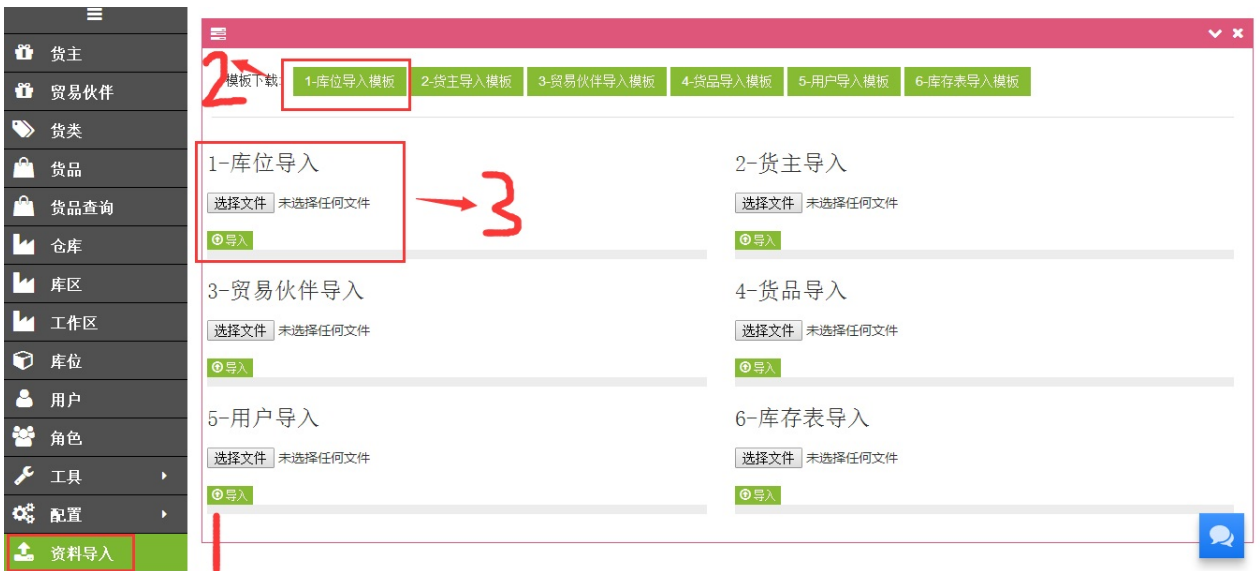 货主
贸易伙伴
货类
货品
货品查询
仓库
库区
工作区
库位
用户
角色
工具
配置
资料导入
2
模板下载: 1-库位导入模板 2-货主导入模板 3-贸易伙伴导入模板 4-货品导入模板 5-用户导入模板 6-库存表导入模板
1-库位导入
选择文件 未选择任何文件
导入
3
2-货主导入
选择文件 未选择任何文件
导入
3-贸易伙伴导入
选择文件 未选择任何文件
导入
4-货品导入
选择文件 未选择任何文件
导入
5-用户导入
选择文件 未选择任何文件
导入
6-库存表导入
选择文件 未选择任何文件
导入
1